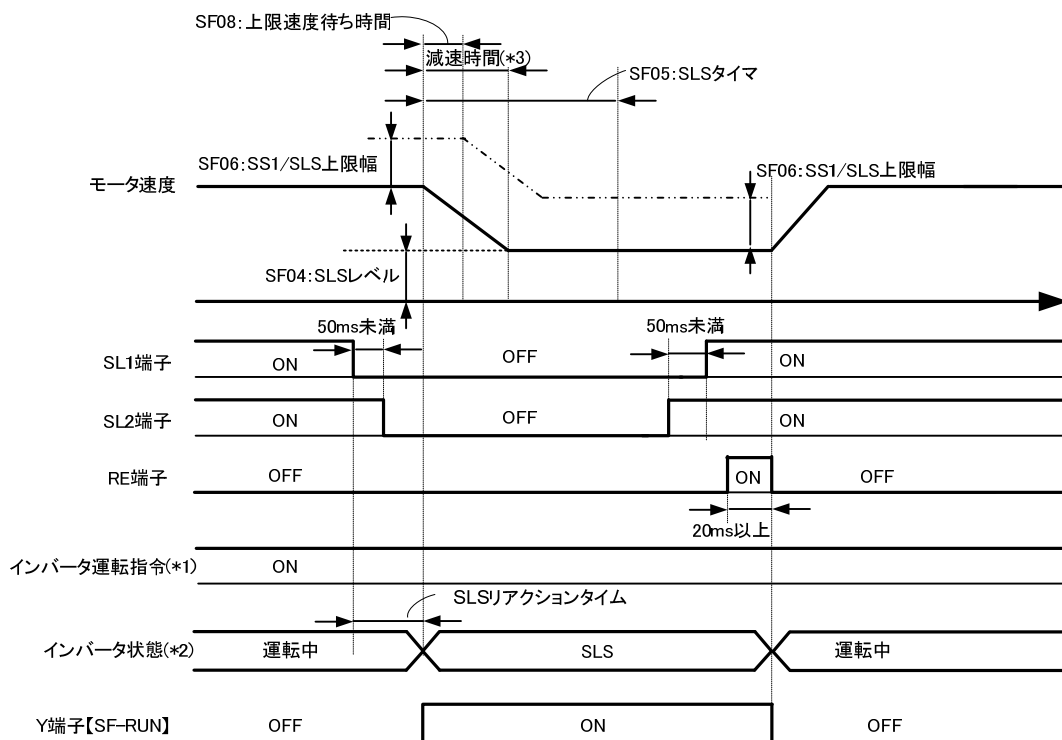 SF08:上限速度待ち時間
減速時間(*3)
SF05:SLSタイマ
SF06:SS1/SLS上限幅
SF06:SS1/SLS上限幅
モータ速度
SF04:SLSレベル
50ms未満
50ms未満
SL1端子
ON
OFF
ON
SL2端子
ON
OFF
ON
RE端子
OFF
ON
OFF
20ms以上
インバータ運転指令(*1)
ON
SLSリアクションタイム
インバータ状態(*2)
運転中
SLS
運転中
Y端子【SF-RUN】
OFF
ON
OFF